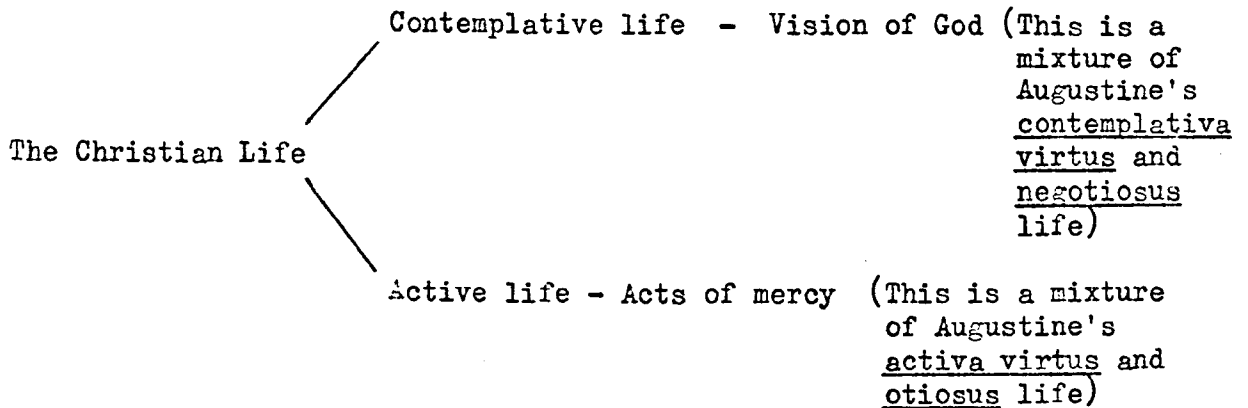 Contemplative life - Vision of God (This is a
mixture of
Augustine's
contemplativa
virtus and
negotiosus
life)
The Christian Life
Active life - Acts of mercy (This is a mixture
of Augustine's
activa virtus and
otiosus life)